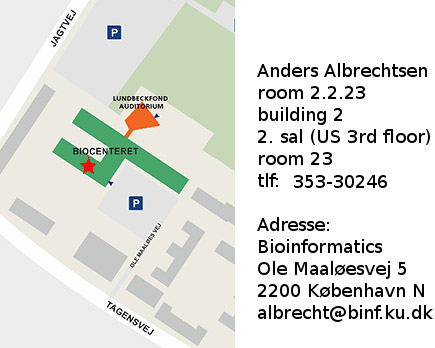 JAGTVEJ
P
LUNDBECKFOND
AUDITORIUM
BIOCENTERET
P
OLE MAALØES VEJ
TAGENSVEJ
Anders Albrechtsen
room 2.2.23
building 2
2. sal (US 3rd floor)
room 23
tlf:  353-30246
Adresse:
Bioinformatics
Ole Maaløesvej 5
2200 København N
albrecht@binf.ku.dk